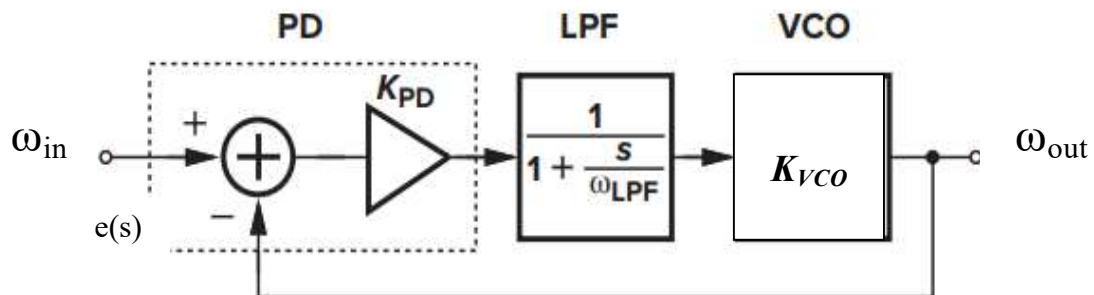 PD LPF VCO
K_PD
ω_in + 1 / 1 + s / ω_LPF K_VCO ω_out
−
e(s)